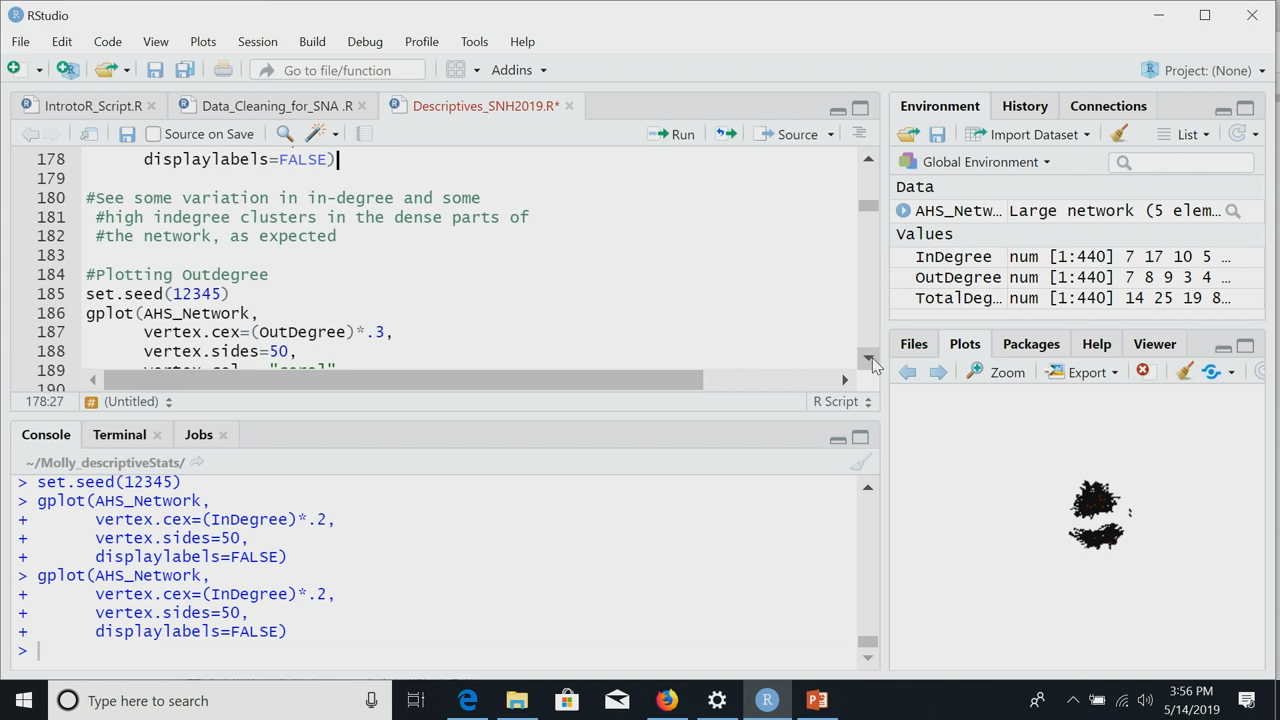 RStudio
File Edit Code View Plots Session Build Debug Profile Tools Help
Go to file/function Addins Project: (None)
IntrotoR_Script.R Data_Cleaning_for_SNA .R Descriptives_SNH2019.R*
Source on Save Run Source
178 displaylabels=FALSE)
179
180 #See some variation in in-degree and some
181 #high indegree clusters in the dense parts of
182 #the network, as expected
183
184 #Plotting Outdegree
185 set.seed(12345)
186 gplot(AHS_Network,
187 vertex.cex=(OutDegree)*.3,
188 vertex.sides=50,
189
190
178:27 (Untitled) R Script
Console Terminal Jobs
~/Molly_descriptiveStats/
> set.seed(12345)
> gplot(AHS_Network,
+ vertex.cex=(InDegree)*.2,
+ vertex.sides=50,
+ displaylabels=FALSE)
> gplot(AHS_Network,
+ vertex.cex=(InDegree)*.2,
+ vertex.sides=50,
+ displaylabels=FALSE)
>
Environment History Connections
Import Dataset List
Global Environment
Data
AHS_Netw… Large network (5 elem…
Values
InDegree num [1:440] 7 17 10 5 …
OutDegree num [1:440] 7 8 9 3 4 …
TotalDeg… num [1:440] 14 25 19 8…
Files Plots Packages Help Viewer
Zoom Export
Type here to search
3:56 PM
5/14/2019